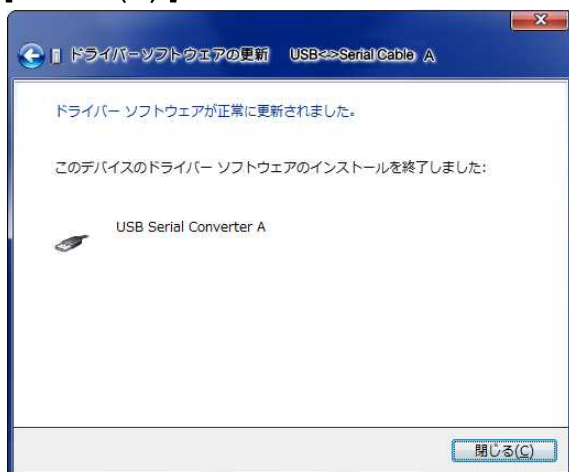 ドライバーソフトウェアの更新 USB<=>Serial Cable A
ドライバー ソフトウェアが正常に更新されました。
このデバイスのドライバー ソフトウェアのインストールを終了しました:
USB Serial Converter A
閉じる(C)